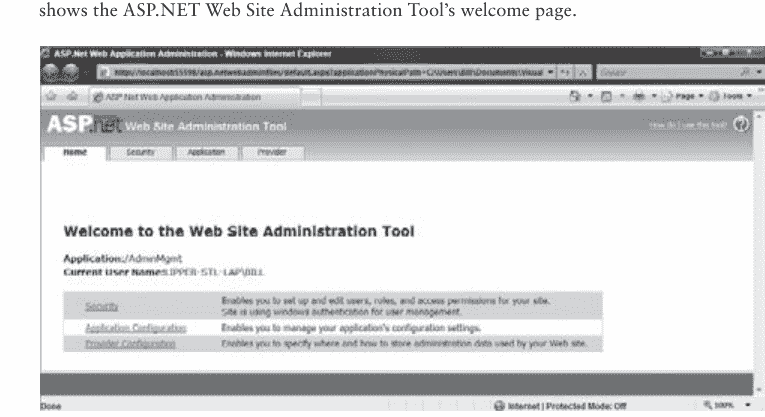 shows the ASP.NET Web Site Administration Tool's welcome page.
ASP.Net Web Application Administration - Windows Internet Explorer
ASP.Net Web Application Administration
Page
Tools
ASP.net Web Site Administration Tool
How do I use this tool?
Home Security Application Provider
Welcome to the Web Site Administration Tool
Application:/AdminMgmt
Current User Name:
Security
Enables you to set up and edit users, roles, and access permissions for your site.
Site is using windows authentication for user management.
Application Configuration Enables you to manage your application's configuration settings.
Provider Configuration Enables you to specify where and how to store administration data used by your Web site.
Done Internet | Protected Mode: Off 100%